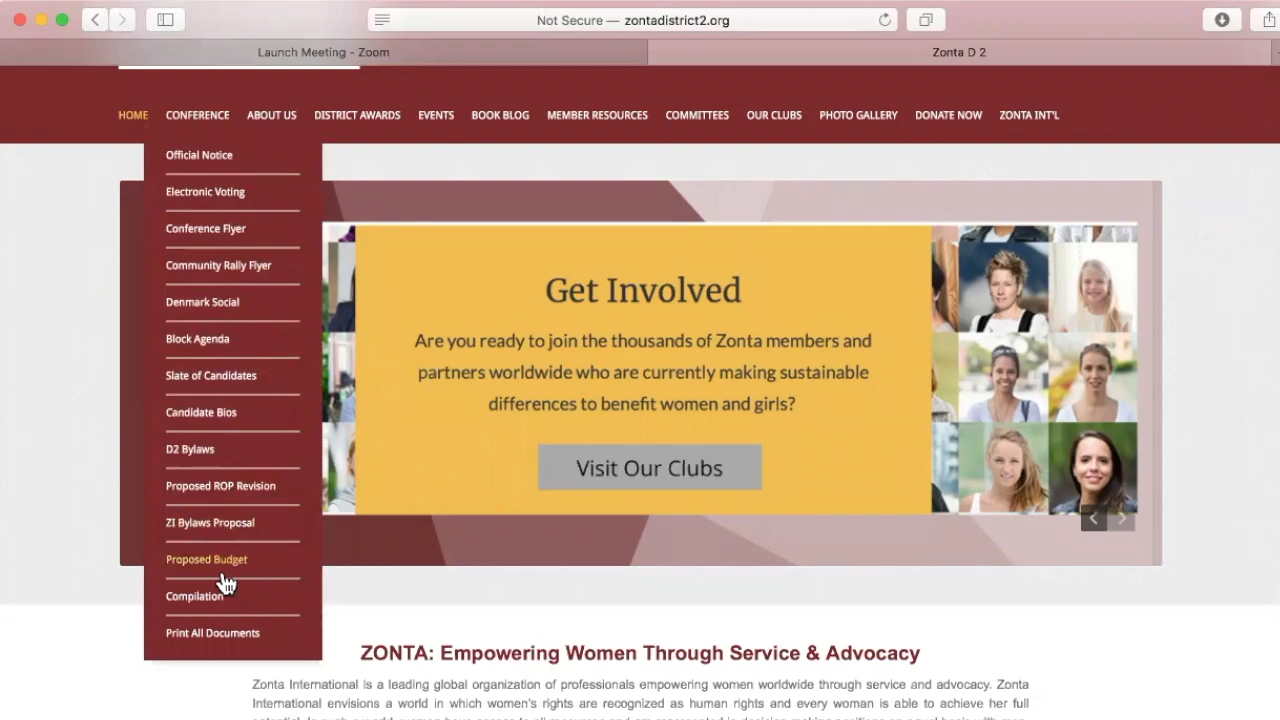 Not Secure — zontadistrict2.org
Launch Meeting - Zoom
Zonta D 2
HOME CONFERENCE ABOUT US DISTRICT AWARDS EVENTS BOOK BLOG MEMBER RESOURCES COMMITTEES OUR CLUBS PHOTO GALLERY DONATE NOW ZONTA INT'L
Official Notice
Electronic Voting
Conference Flyer
Community Rally Flyer
Denmark Social
Block Agenda
Slate of Candidates
Candidate Bios
D2 Bylaws
Proposed ROP Revision
ZI Bylaws Proposal
Proposed Budget
Compilation
Print All Documents
Get Involved
Are you ready to join the thousands of Zonta members and
partners worldwide who are currently making sustainable
differences to benefit women and girls?
Visit Our Clubs
ZONTA: Empowering Women Through Service & Advocacy
Zonta International is a leading global organization of professionals empowering women worldwide through service and advocacy. Zonta
International envisions a world in which women's rights are recognized as human rights and every woman is able to achieve her full